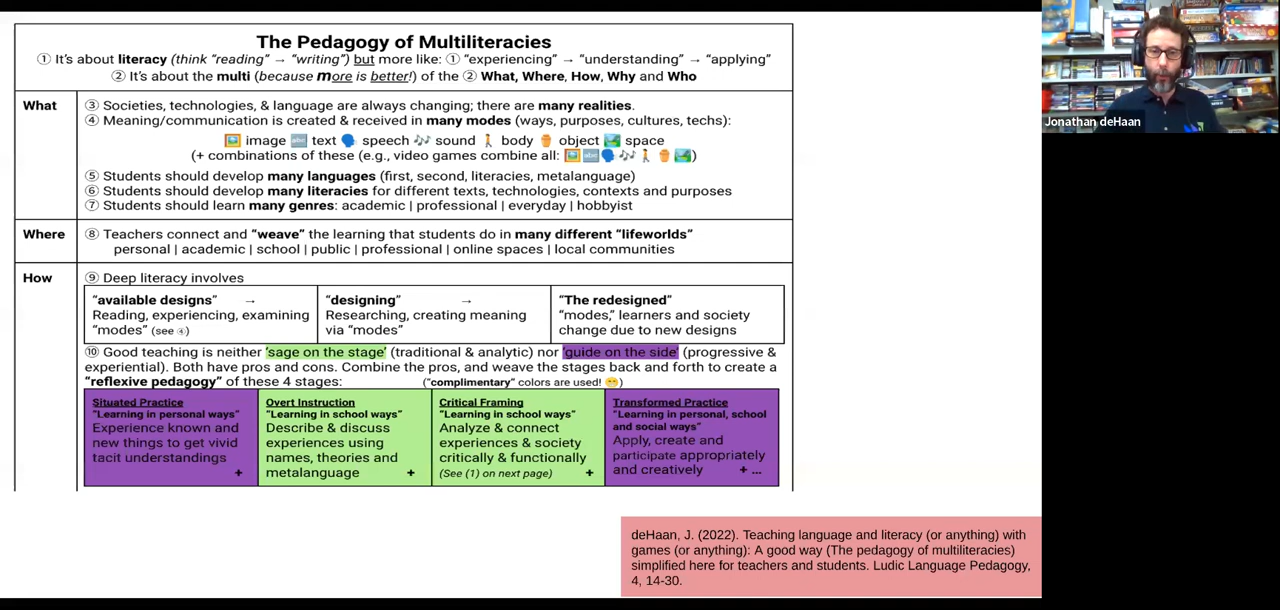 The Pedagogy of Multiliteracies
① It's about literacy (think "reading" → "writing") but more like: ① "experiencing" → "understanding" → "applying"
② It's about the multi (because more is better!) of the ② What, Where, How, Why and Who
What
③ Societies, technologies, & language are always changing; there are many realities.
④ Meaning/communication is created & received in many modes (ways, purposes, cultures, techs):
🖼️ image 🔤 text 🗣️ speech 🎶 sound 🚶 body ⚱️ object 🏞️ space
(+ combinations of these (e.g., video games combine all: 🖼️🔤🗣️🎶🚶⚱️🏞️)
⑤ Students should develop many languages (first, second, literacies, metalanguage)
⑥ Students should develop many literacies for different texts, technologies, contexts and purposes
⑦ Students should learn many genres: academic | professional | everyday | hobbyist
Where
⑧ Teachers connect and "weave" the learning that students do in many different "lifeworlds"
personal | academic | school | public | professional | online spaces | local communities
How
⑨ Deep literacy involves
"available designs" →
Reading, experiencing, examining
"modes" (see ④)
"designing" →
Researching, creating meaning
via "modes"
"The redesigned"
"modes," learners and society
change due to new designs
⑩ Good teaching is neither 'sage on the stage' (traditional & analytic) nor 'guide on the side' (progressive &
experiential). Both have pros and cons. Combine the pros, and weave the stages back and forth to create a
"reflexive pedagogy" of these 4 stages: ("complimentary" colors are used! 😁)
Situated Practice
"Learning in personal ways"
Experience known and
new things to get vivid
tacit understandings
+
Overt Instruction
"Learning in school ways"
Describe & discuss
experiences using
names, theories and
metalanguage +
Critical Framing
"Learning in school ways"
Analyze & connect
experiences & society
critically & functionally
(See (1) on next page) +
Transformed Practice
"Learning in personal, school
and social ways"
Apply, create and
participate appropriately
and creatively + ...
deHaan, J. (2022). Teaching language and literacy (or anything) with
games (or anything): A good way (The pedagogy of multiliteracies)
simplified here for teachers and students. Ludic Language Pedagogy,
4, 14-30.
Jonathan deHaan